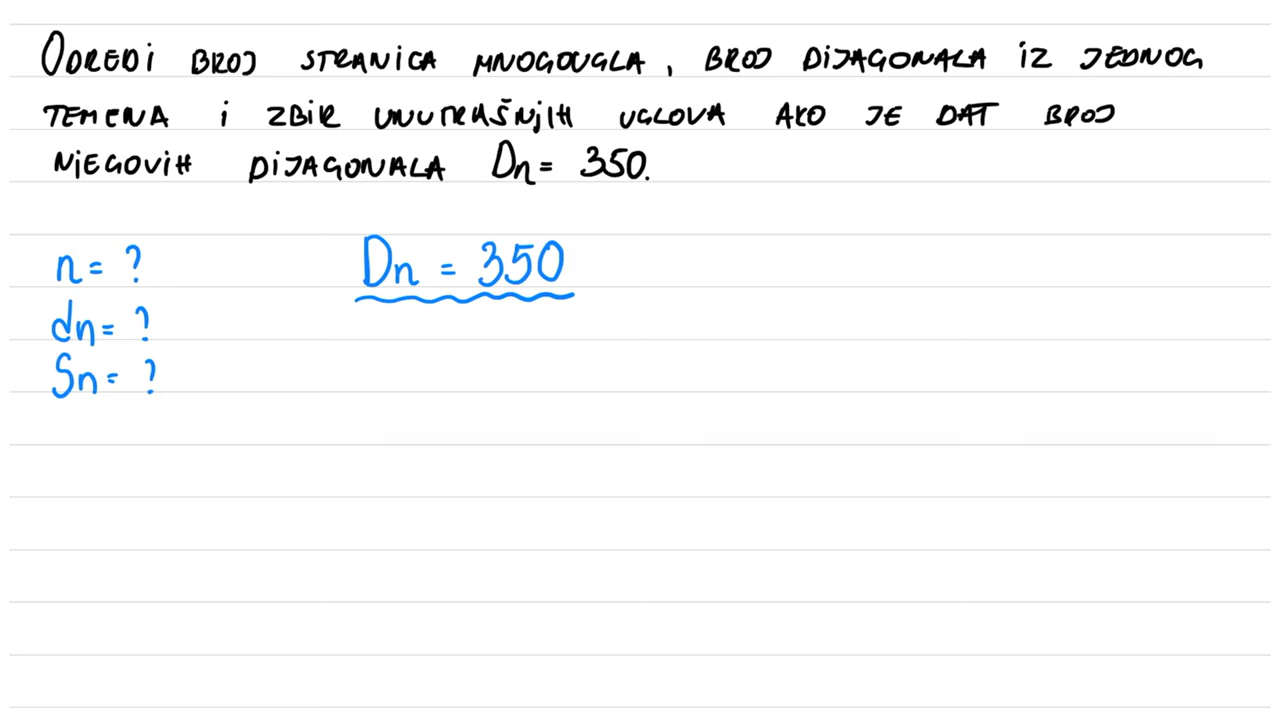 ODREDI BROJ STRANICA MNOGOUGLA, BROJ DIJAGONALA IZ JEDNOG
TEMENA I ZBIR UNUTRAŠNJIH UGLOVA AKO JE DAT BROJ
NJEGOVIH DIJAGONALA Dn = 350.
n = ?
Dn = 350
dn = ?
Sn = ?